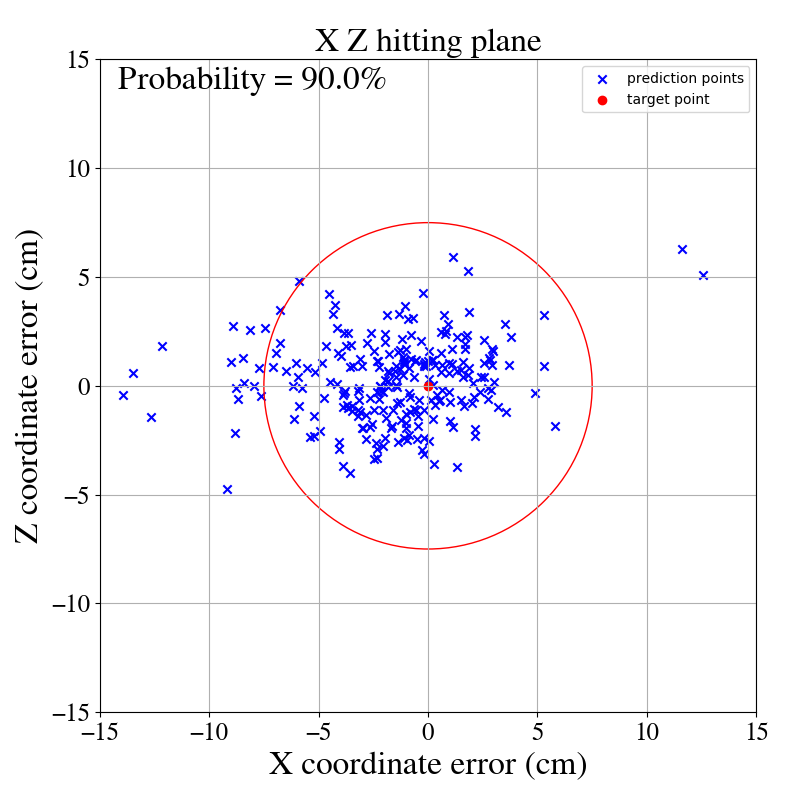 X Z hitting plane
Probability = 90.0%
prediction points
target point
15
10
5
0
−5
−10
−15
Z coordinate error (cm)
−15 −10 −5 0 5 10 15
X coordinate error (cm)